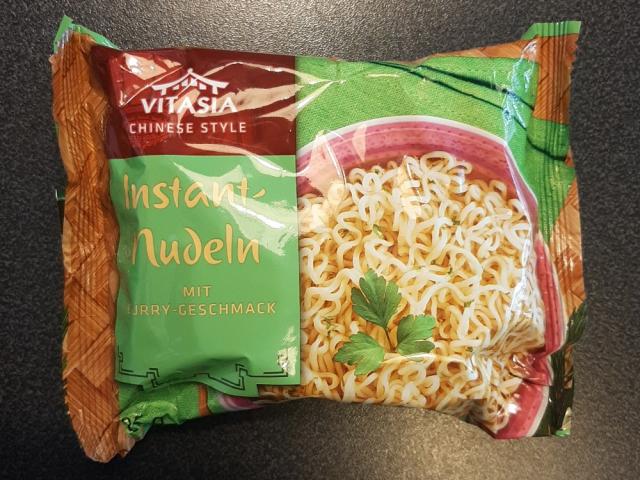 VITASIA
CHINESE STYLE
Instant-
Nudeln
MIT
CURRY-GESCHMACK